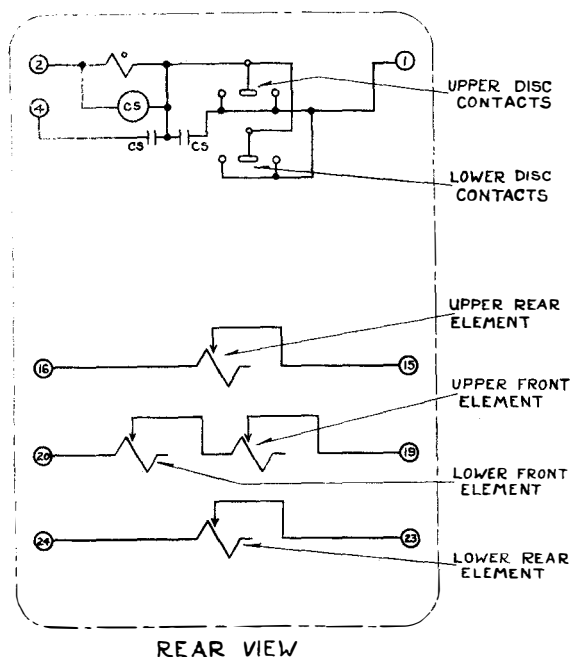 2
1
UPPER DISC
CONTACTS
4
CS
CS
CS
LOWER DISC
CONTACTS
UPPER REAR
ELEMENT
16
15
UPPER FRONT
ELEMENT
20
19
LOWER FRONT
ELEMENT
24
23
LOWER REAR
ELEMENT
REAR VIEW